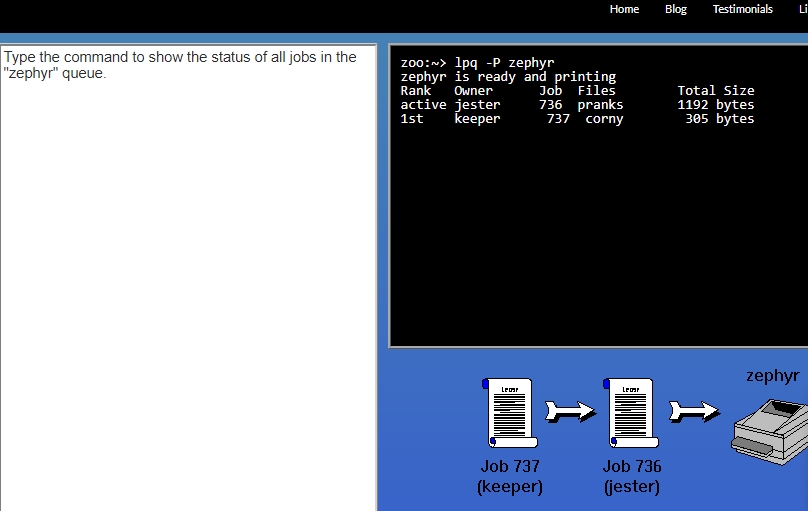 Home Blog Testimonials Li
Type the command to show the status of all jobs in the
"zephyr" queue.
zoo:~> lpq -P zephyr
zephyr is ready and printing
Rank Owner Job Files Total Size
active jester 736 pranks 1192 bytes
1st keeper 737 corny 305 bytes
zephyr
Job 737
(keeper)
Job 736
(jester)